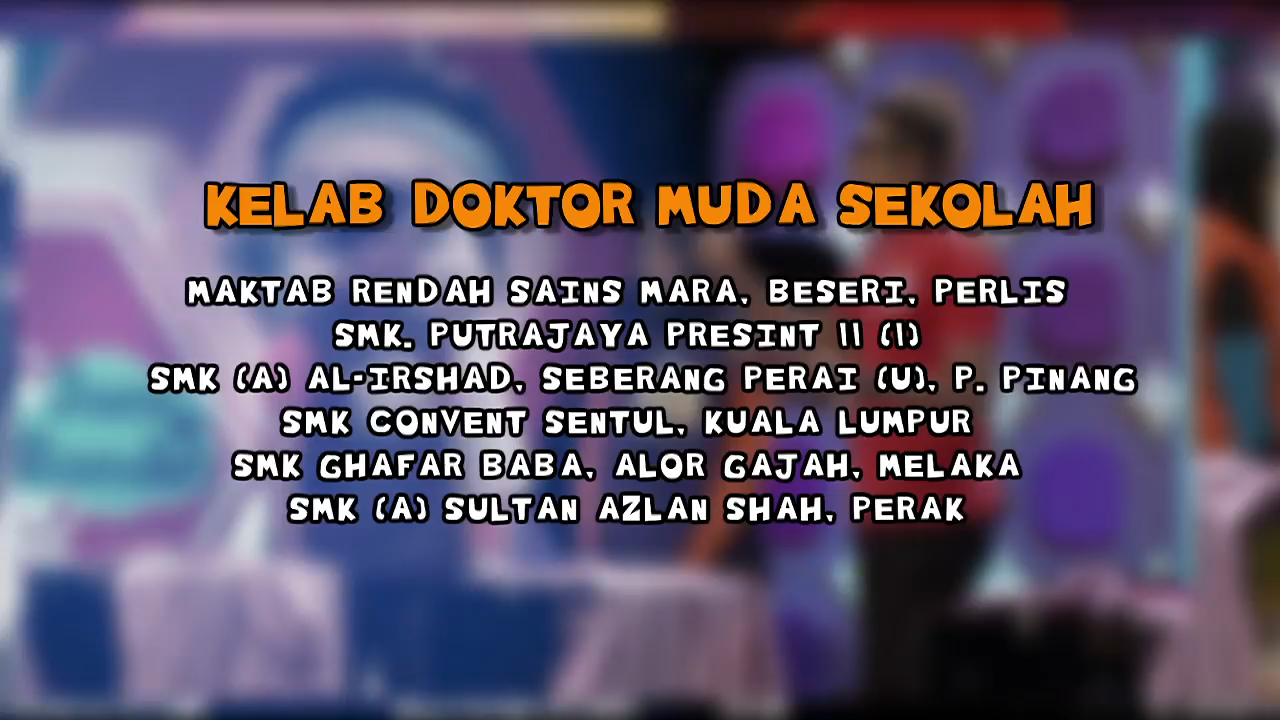 KELAB DOKTOR MUDA SEKOLAH
MAKTAB RENDAH SAINS MARA, BESERI, PERLIS
SMK. PUTRAJAYA PRESINT 11 (1)
SMK (A) AL-IRSHAD, SEBERANG PERAI (U), P. PINANG
SMK CONVENT SENTUL, KUALA LUMPUR
SMK GHAFAR BABA, ALOR GAJAH, MELAKA
SMK (A) SULTAN AZLAN SHAH, PERAK